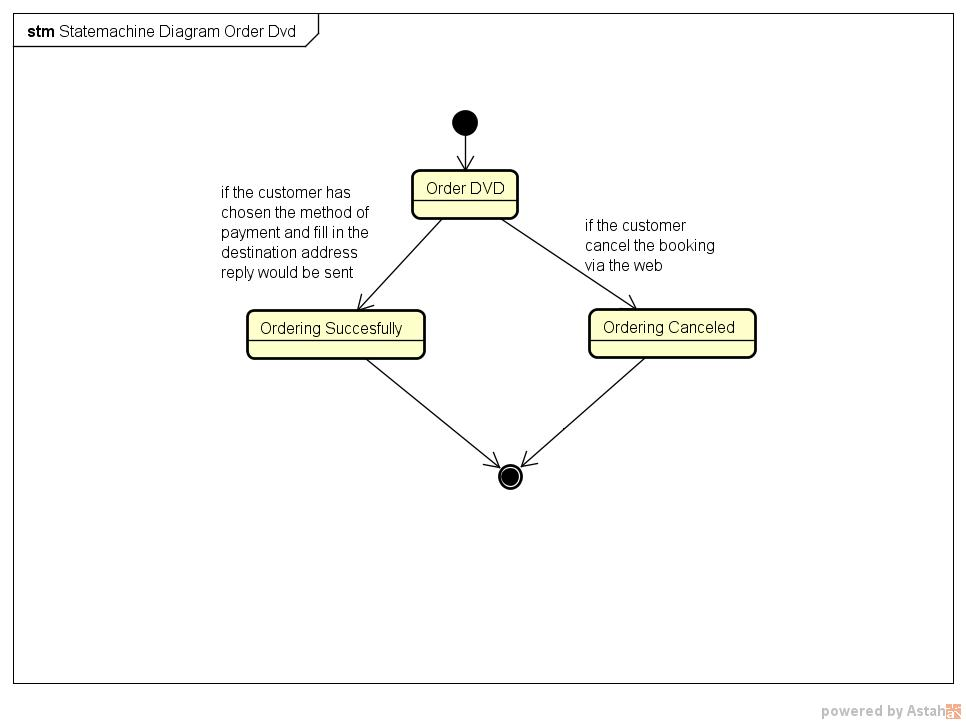 stm Statemachine Diagram Order Dvd
Order DVD
if the customer has
chosen the method of
payment and fill in the
destination address
reply would be sent
if the customer
cancel the booking
via the web
Ordering Succesfully
Ordering Canceled
powered by Astah